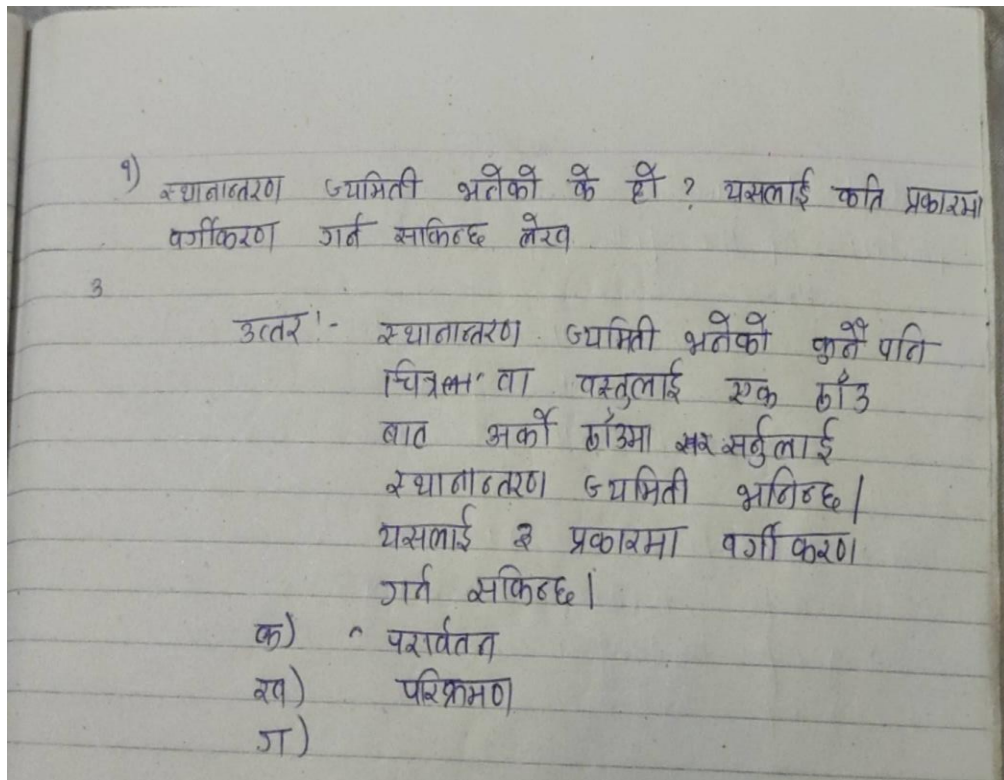 १) स्थानान्तरण ज्यमिती भनेको के हो ? यसलाई कति प्रकारमा
वर्गीकरण गर्न सकिन्छ लेख
3
उत्तर :- स्थानान्तरण ज्यमिती भनेको कुनै पनि
चित्र वा वस्तुलाई एक ठाँउ
बाट अर्को ठाँउमा सर्नुलाई
स्थानान्तरण ज्यमिती भनिन्छ।
यसलाई ३ प्रकारमा वर्गीकरण
गर्न सकिन्छ।
क) परार्वतन
ख) परिक्रमण
ग)